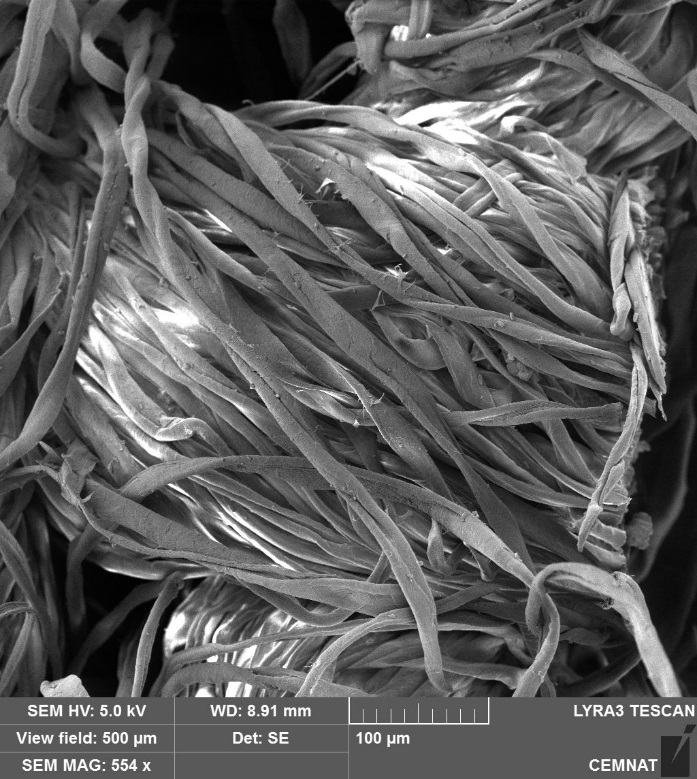 SEM HV: 5.0 kV WD: 8.91 mm LYRA3 TESCAN
View field: 500 µm Det: SE 100 µm
SEM MAG: 554 x CEMNAT